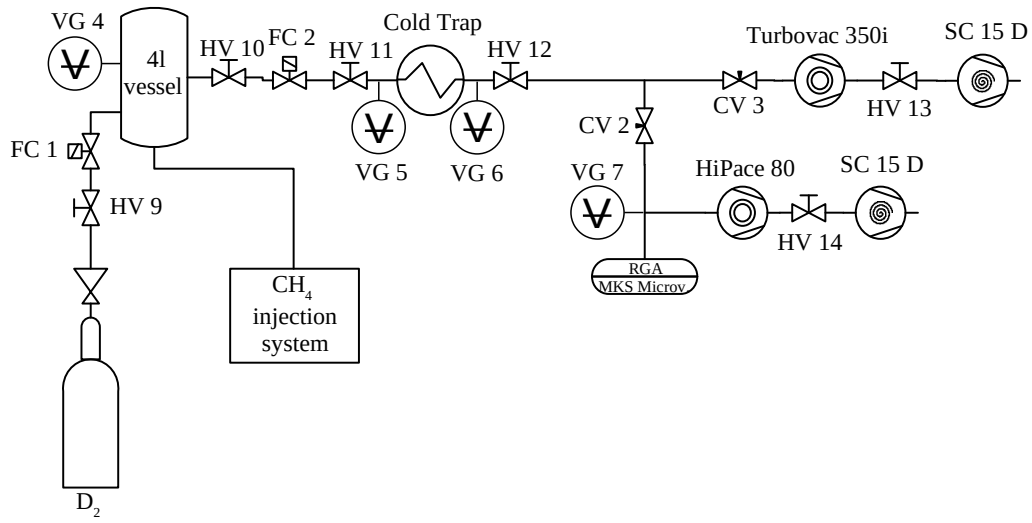 VG 4
4l
vessel
HV 10
FC 2
HV 11
Cold Trap
HV 12
Turbovac 350i
SC 15 D
CV 3
HV 13
FC 1
VG 5
VG 6
CV 2
HV 9
VG 7
HiPace 80
SC 15 D
HV 14
RGA
MKS Microv.
CH4
injection
system
D2